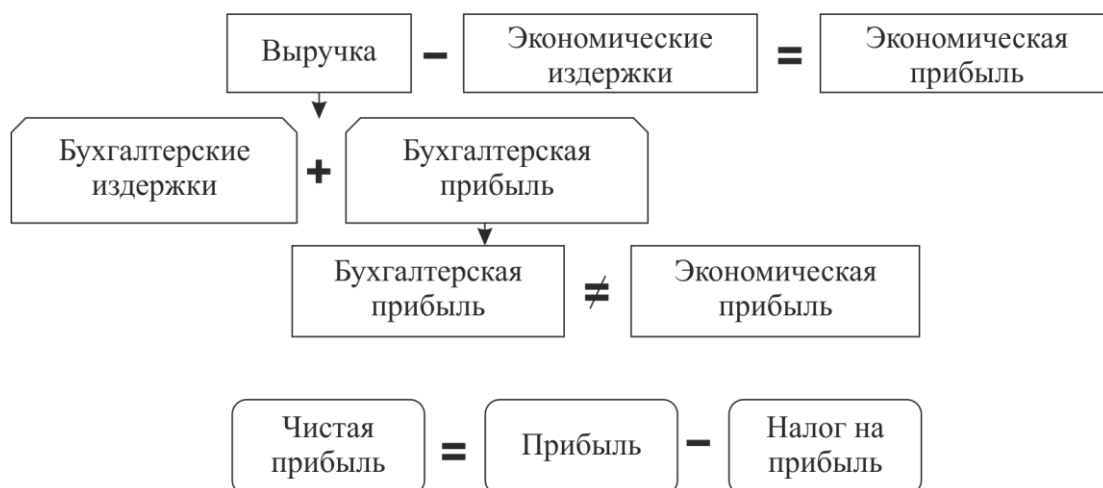 Выручка – Экономические издержки = Экономическая прибыль
Бухгалтерские издержки + Бухгалтерская прибыль
Бухгалтерская прибыль ≠ Экономическая прибыль
Чистая прибыль = Прибыль – Налог на прибыль